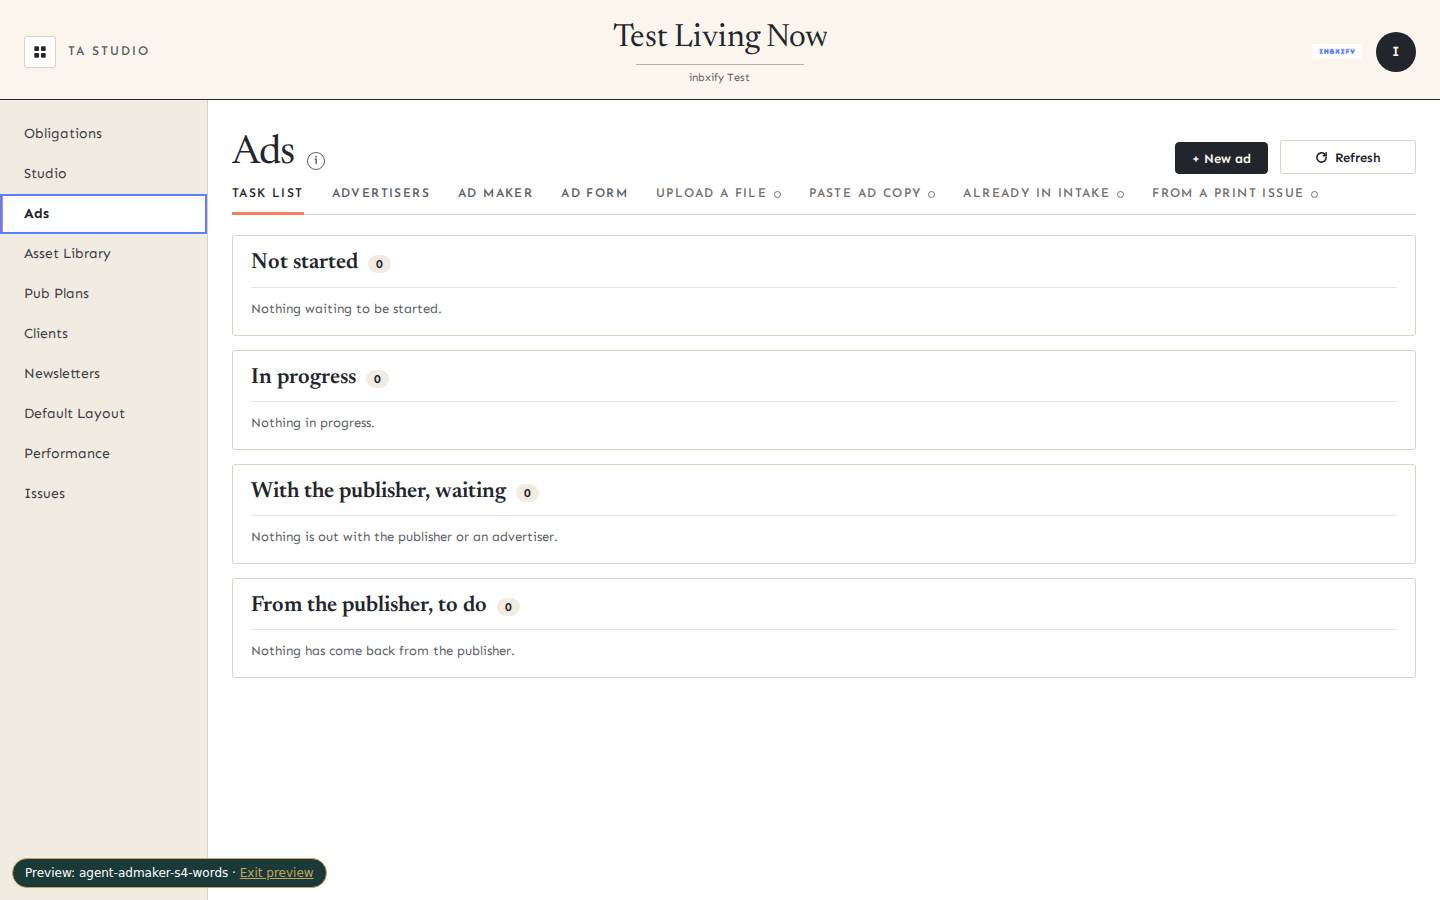 TA STUDIO
Test Living Now
inbxify Test
INBXIFY
I
Obligations
Studio
Ads
Asset Library
Pub Plans
Clients
Newsletters
Default Layout
Performance
Issues
Ads
i
+ New ad
Refresh
TASK LIST ADVERTISERS AD MAKER AD FORM UPLOAD A FILE PASTE AD COPY ALREADY IN INTAKE FROM A PRINT ISSUE
Not started 0
Nothing waiting to be started.
In progress 0
Nothing in progress.
With the publisher, waiting 0
Nothing is out with the publisher or an advertiser.
From the publisher, to do 0
Nothing has come back from the publisher.
Preview: agent-admaker-s4-words · Exit preview